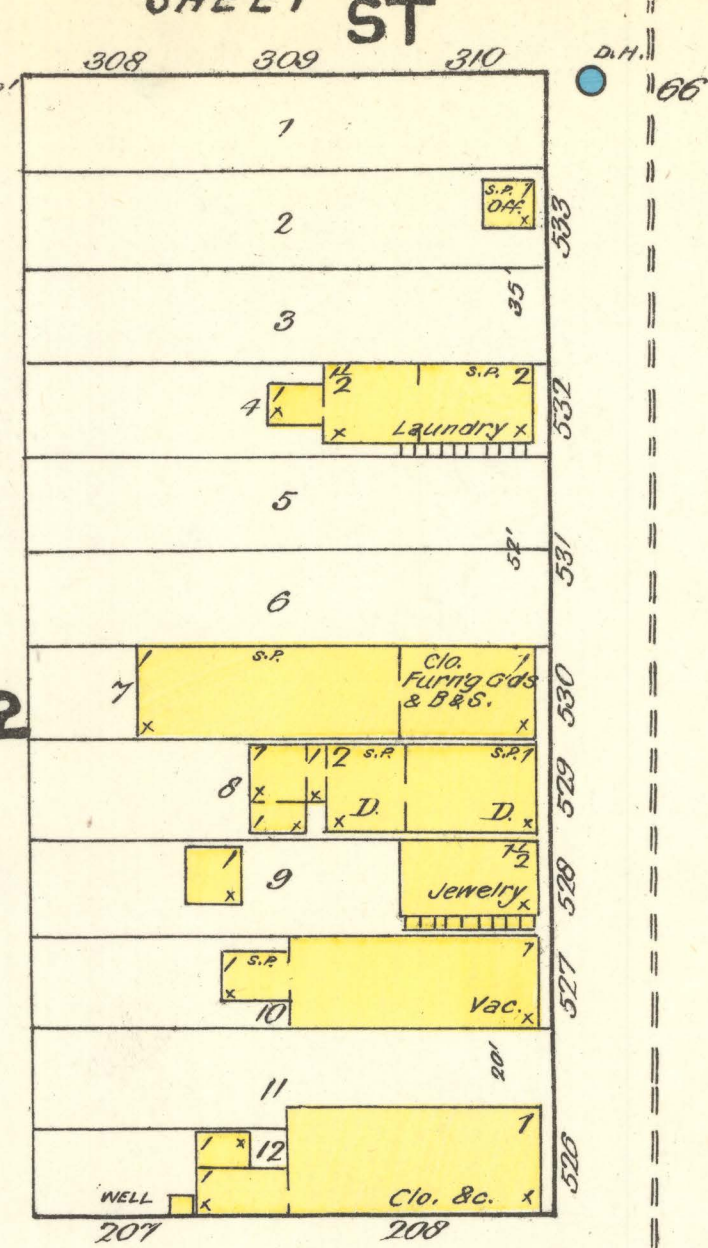 ST
308 309 310 D.H.
66
1
S.P. 1
Off.
x
2
533
35'
3
1½ S.P. 2
1
x
4
532
x Laundry x
5
52'
531
6
1 S.P. Clo. 1
Furn'g G'ds
& B & S.
7
530
x x
1 1 2 S.P. S.P. 1
8
529
x x
D. D.
1 x x x
1
x
9
1½
Jewelry
x
528
1 S.P. 1
x
10
Vac.
x
527
20'
11
1 x 12 1
1
WELL x Clo. &c. x
526
207 208